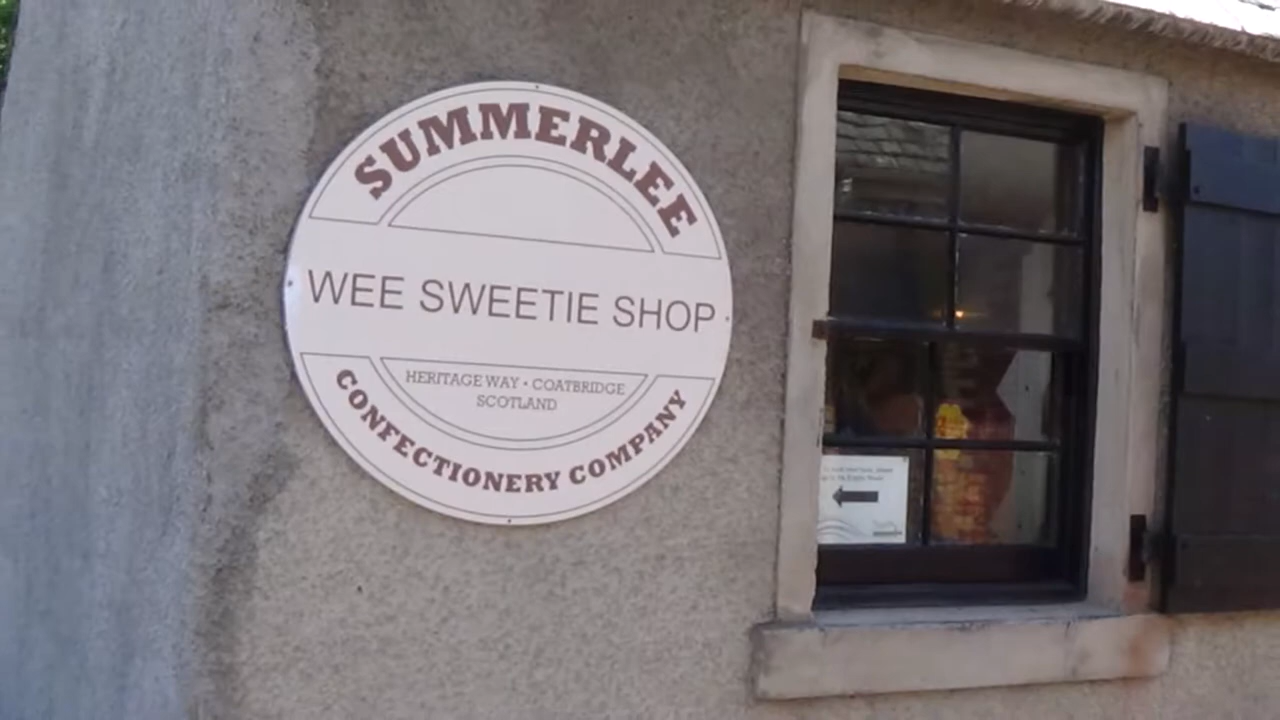 SUMMERLEE
WEE SWEETIE SHOP
HERITAGE WAY • COATBRIDGE
SCOTLAND
CONFECTIONERY COMPANY